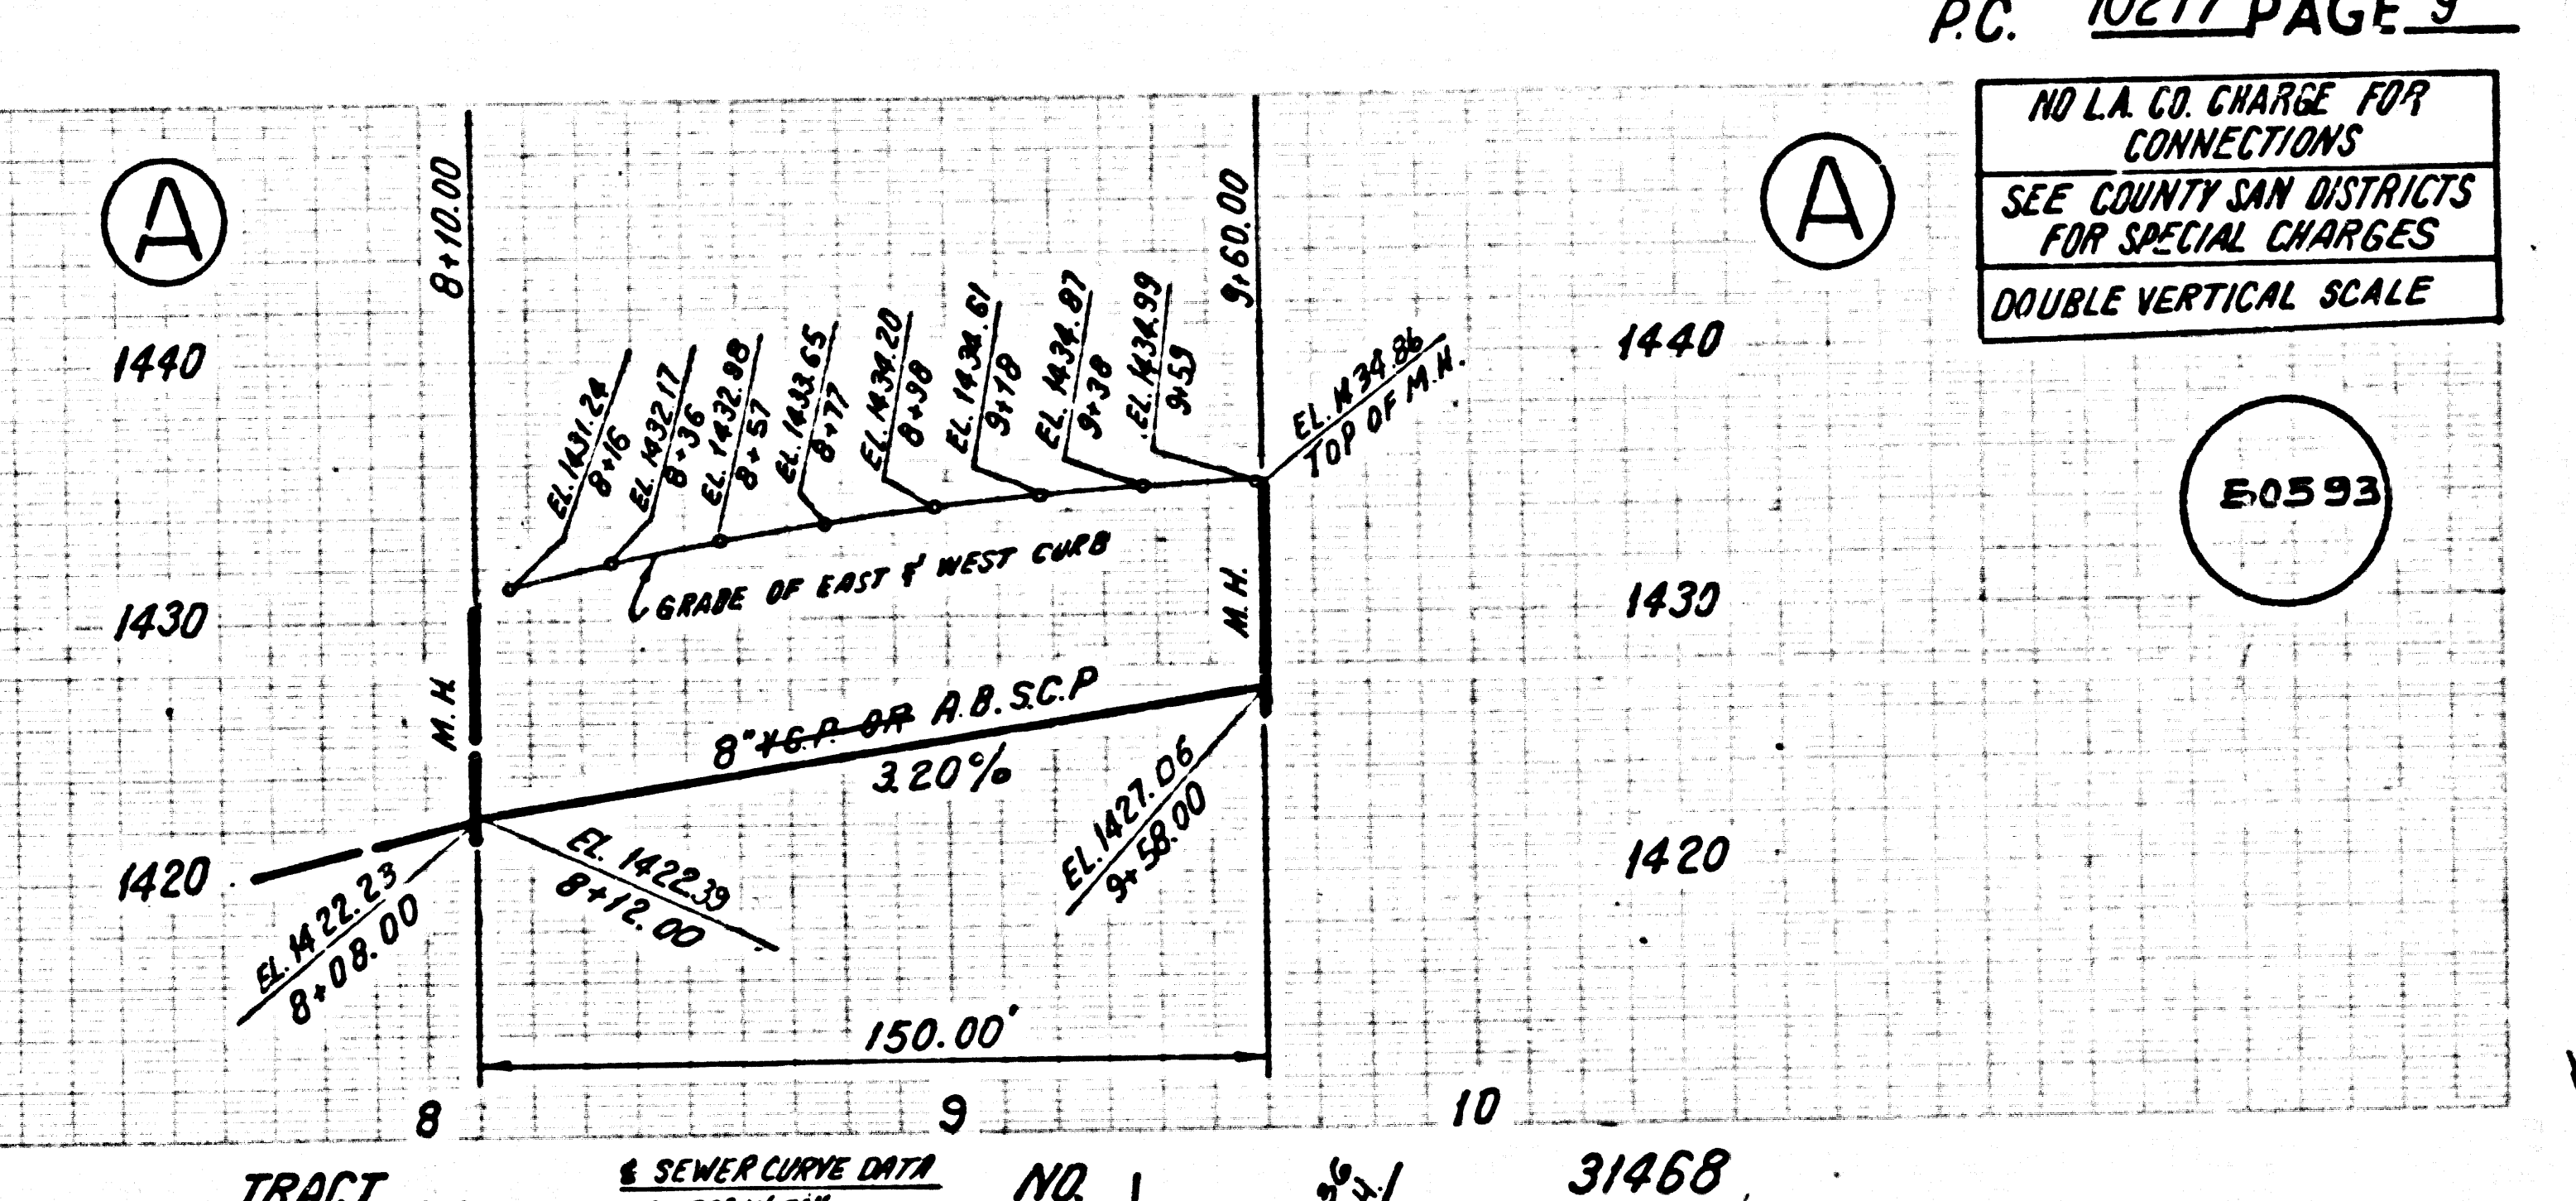 P.C. 10217 PAGE 9
NO L.A. CO. CHARGE FOR
CONNECTIONS
SEE COUNTY SAN DISTRICTS
FOR SPECIAL CHARGES
DOUBLE VERTICAL SCALE
A
8+10.00
9+60.00
A
1440
1440
EL. 1431.24
8+16
EL. 1432.17
8+36
EL. 1432.98
8+57
EL. 1433.65
8+77
EL. 1434.20
8+98
EL. 1434.61
9+18
EL. 1434.87
9+38
EL. 1434.99
9+59
EL. 1434.86
TOP OF M.H.
E0593
GRADE OF EAST & WEST CURB
1430
1430
M.H.
M.H.
8" V.C.P. OR A.B.S.C.P
3.20%
1420
1420
EL. 1422.23
8+08.00
EL. 1422.39
8+12.00
EL. 1427.06
9+58.00
150.00'
8
9
10
TRACT
℄ SEWER CURVE DATA
NO.
31468